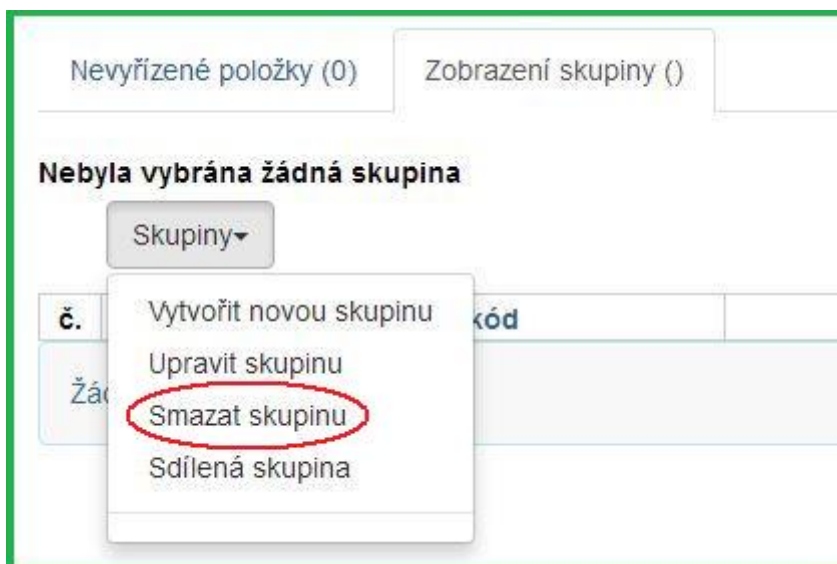 Nevyřízené položky (0) Zobrazení skupiny ()
Nebyla vybrána žádná skupina
Skupiny
č. kód
Vytvořit novou skupinu
Upravit skupinu
Smazat skupinu
Sdílená skupina